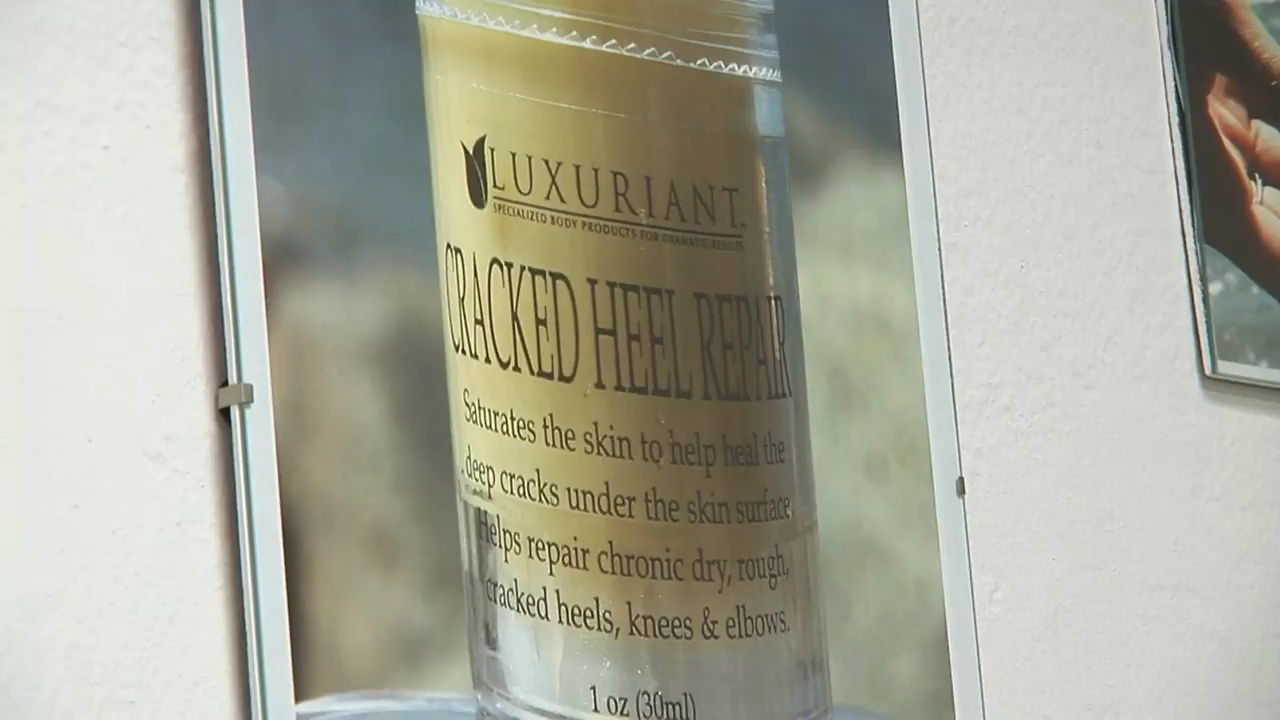 LUXURIANT.
SPECIALIZED BODY PRODUCTS FOR DRAMATIC RESULTS
CRACKED HEEL REPAIR
Saturates the skin to help heal the
deep cracks under the skin surface.
Helps repair chronic dry, rough,
cracked heels, knees & elbows.
1 oz (30ml)